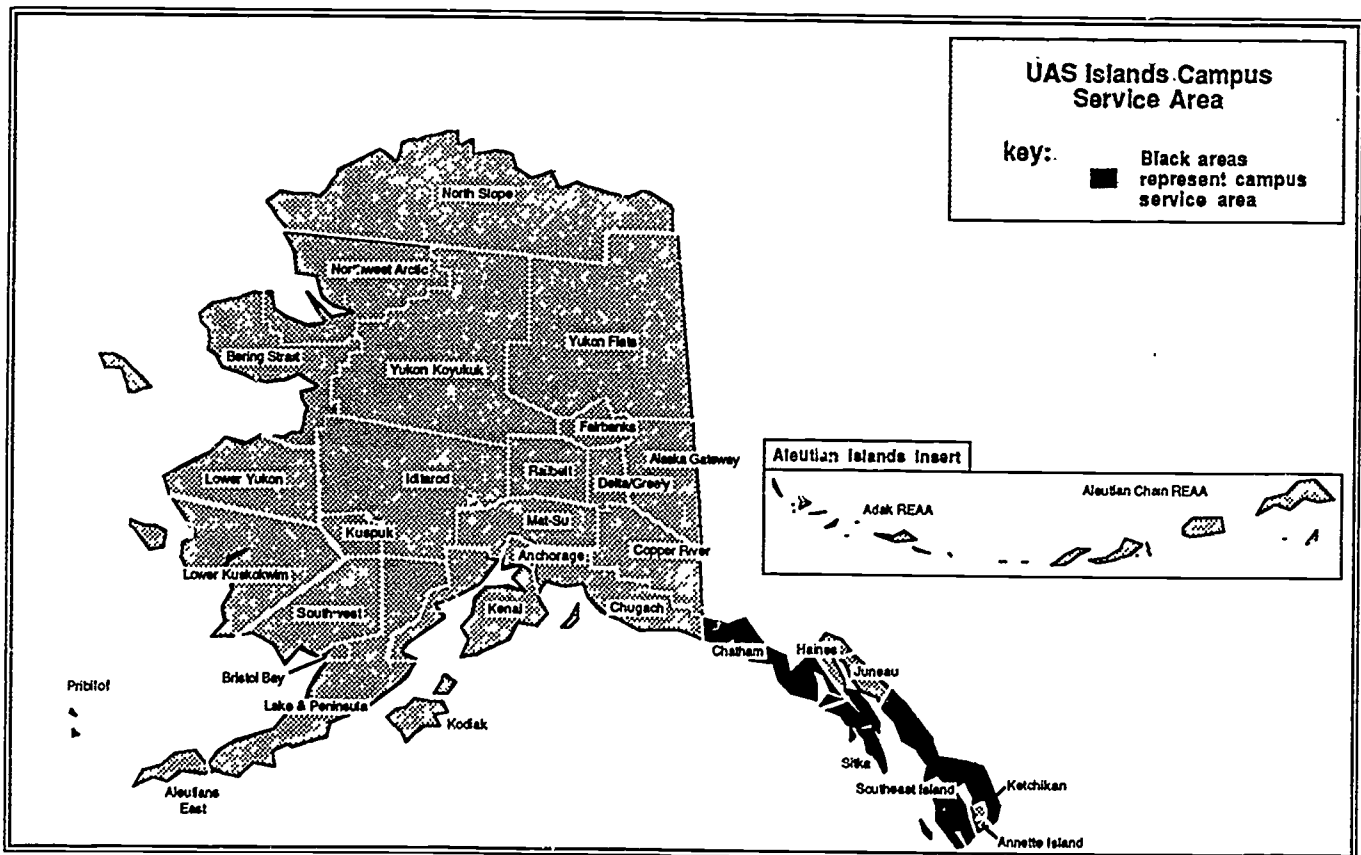 UAS Islands Campus
Service Area
key:
Black areas
represent campus
service area
North Slope
Northwest Arctic
Bering Strait
Yukon Koyukuk
Yukon Flats
Fairbanks
Alaska Gateway
Lower Yukon
Iditarod
Railbelt
Delta/Greely
Aleutian Islands Insert
Adak REAA
Aleutian Chain REAA
Kuspuk
Mat-Su
Anchorage
Copper River
Lower Kuskokwim
Southwest
Kenai
Chugach
Chatham
Haines
Juneau
Bristol Bay
Pribilof
Lake & Peninsula
Kodiak
Sitka
Aleutians
East
Southeast Island
Ketchikan
Annette Island